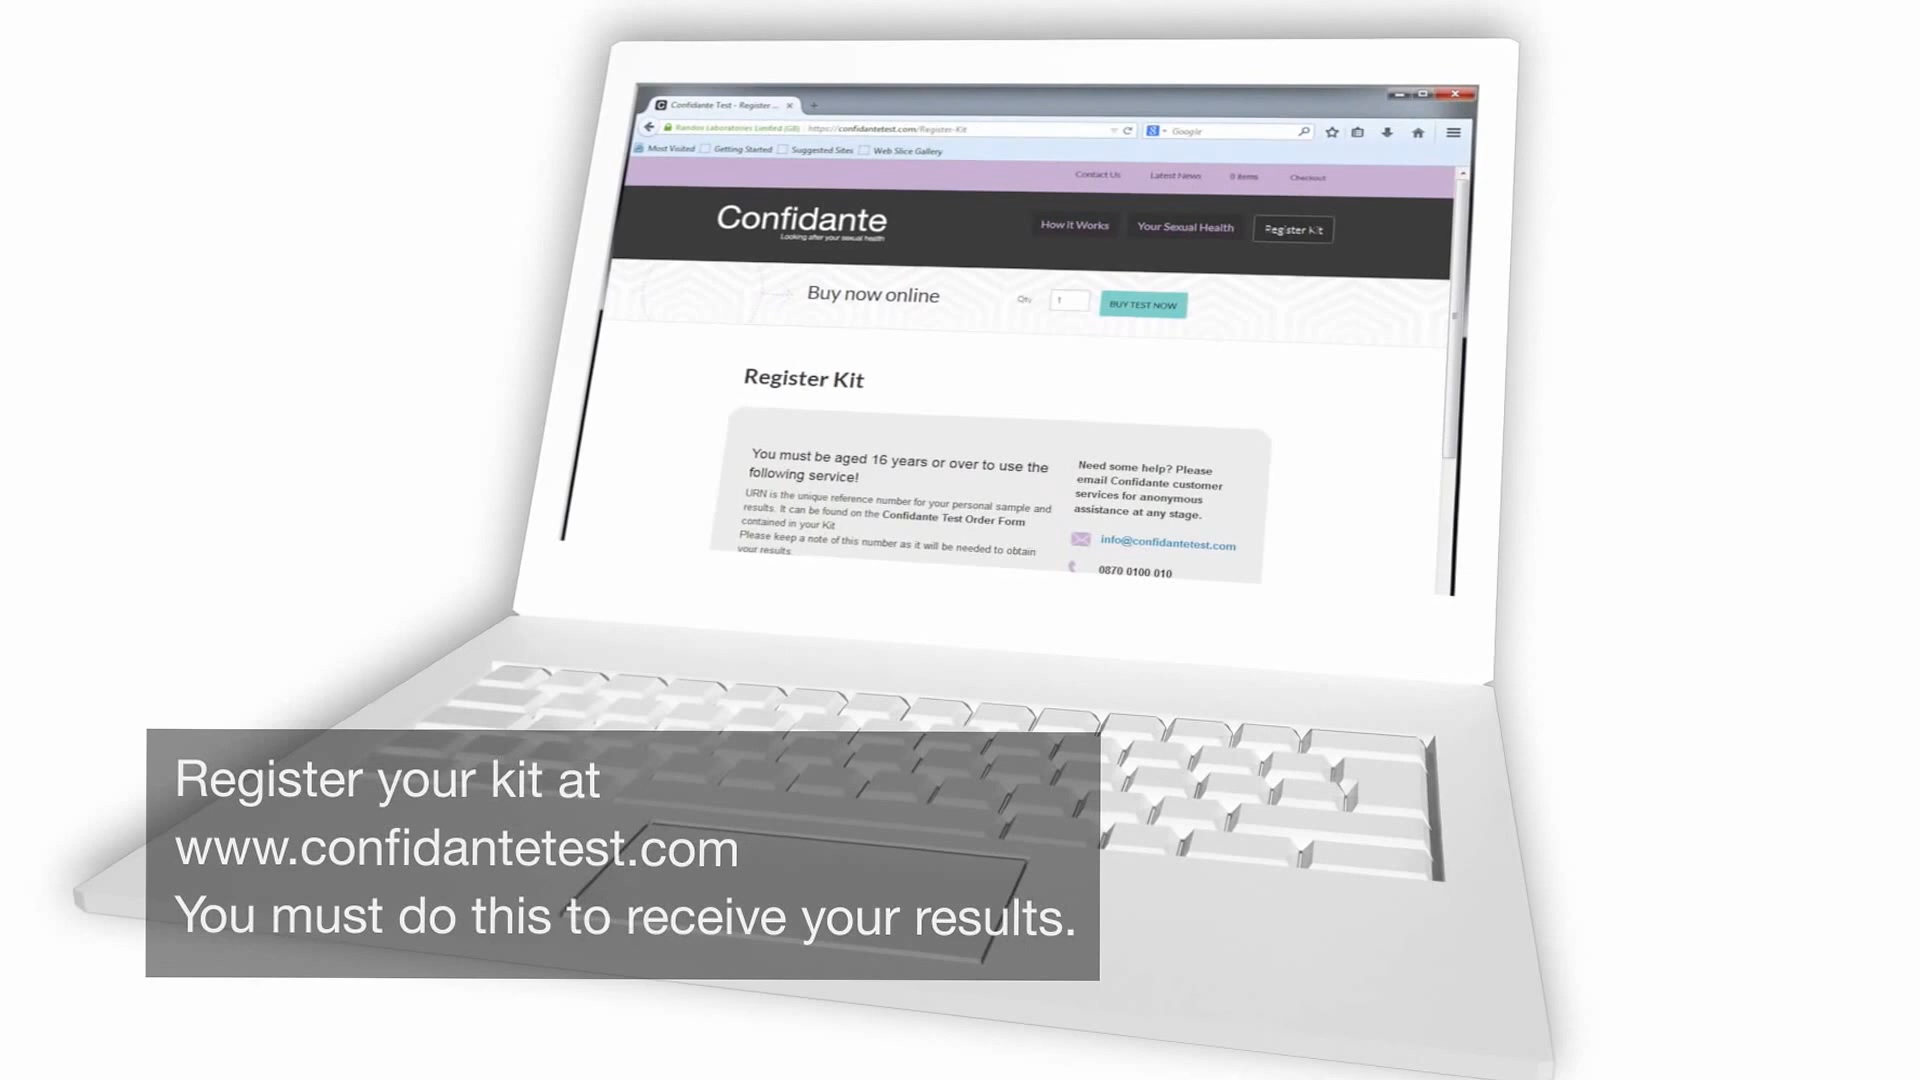 Confidante Test - Register ...
Randox Laboratories Limited (GB) https://confidantetest.com/Register-Kit
Google
Most Visited Getting Started Suggested Sites Web Slice Gallery
Contact Us Latest News 0 items Checkout
Confidante
Looking after your sexual health
How it Works Your Sexual Health Register Kit
Buy now online Qty 1 BUY TEST NOW
Register Kit
You must be aged 16 years or over to use the
following service!
URN is the unique reference number for your personal sample and
results. It can be found on the Confidante Test Order Form
contained in your Kit
Please keep a note of this number as it will be needed to obtain
your results.
Need some help? Please
email Confidante customer
services for anonymous
assistance at any stage.
info@confidantetest.com
0870 0100 010
Register your kit at
www.confidantetest.com
You must do this to receive your results.